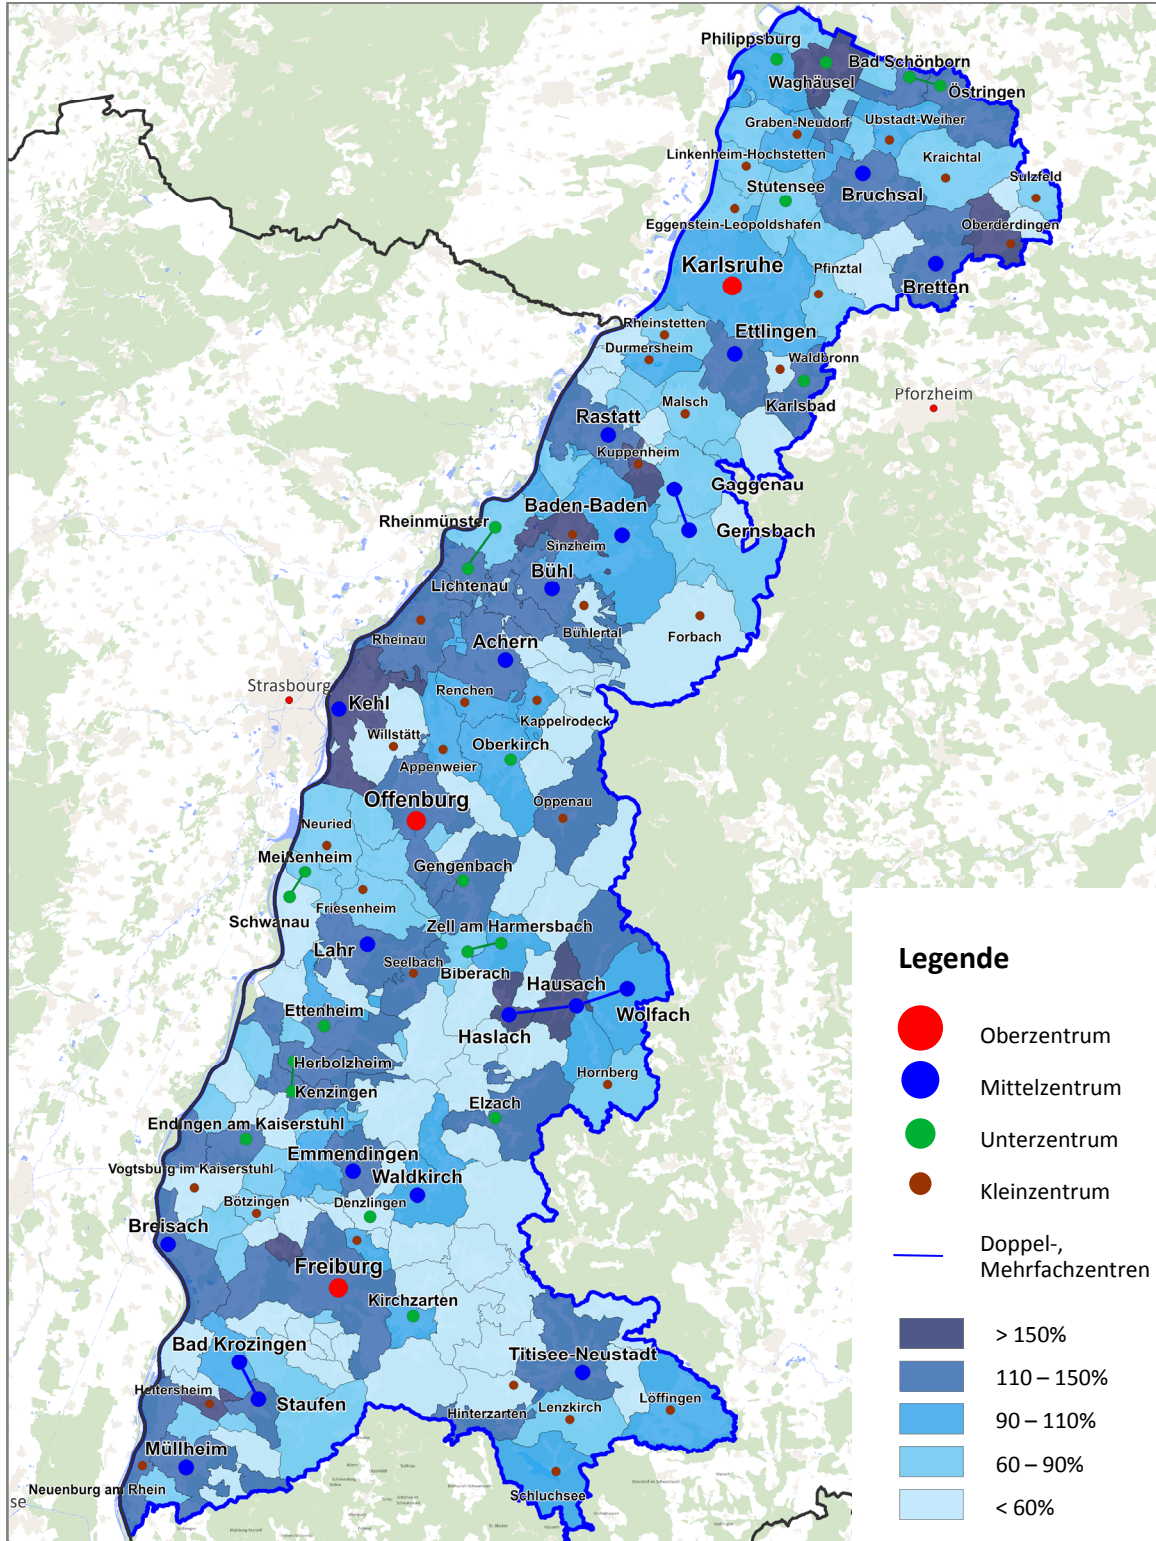 Philippsburg
Bad Schönborn
Waghäusel
Östringen
Graben-Neudorf
Ubstadt-Weiher
Linkenheim-Hochstetten
Kraichtal
Sulzfeld
Stutensee
Bruchsal
Eggenstein-Leopoldshafen
Oberderdingen
Karlsruhe
Pfinztal
Bretten
Rheinstetten
Ettlingen
Durmersheim
Waldbronn
Pforzheim
Malsch
Karlsbad
Rastatt
Kuppenheim
Gaggenau
Baden-Baden
Rheinmünster
Gernsbach
Sinzheim
Bühl
Lichtenau
Rheinau
Bühlertal
Forbach
Achern
Strasbourg
Renchen
Kehl
Kappelrodeck
Willstätt
Oberkirch
Appenweier
Offenburg
Oppenau
Neuried
Meißenheim
Gengenbach
Friesenheim
Schwanau
Zell am Harmersbach
Lahr
Seelbach
Biberach
Hausach
Ettenheim
Wolfach
Haslach
Herbolzheim
Hornberg
Kenzingen
Elzach
Endingen am Kaiserstuhl
Emmendingen
Vogtsburg im Kaiserstuhl
Waldkirch
Bötzingen
Denzlingen
Breisach
Freiburg
Kirchzarten
Bad Krozingen
Titisee-Neustadt
Heitersheim
Staufen
Hinterzarten
Lenzkirch
Löffingen
Müllheim
Neuenburg am Rhein
Schluchsee
se
Legende
Oberzentrum
Mittelzentrum
Unterzentrum
Kleinzentrum
Doppel-,
Mehrfachzentren
> 150%
110 – 150%
90 – 110%
60 – 90%
< 60%